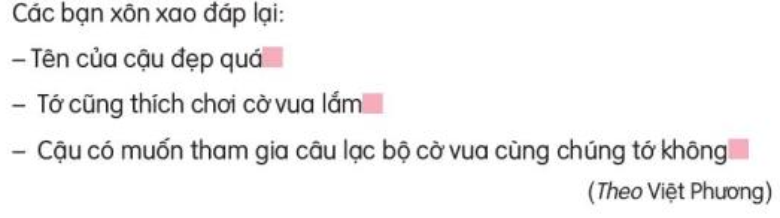 Các bạn xôn xao đáp lại:
– Tên của cậu đẹp quá
– Tớ cũng thích chơi cờ vua lắm
– Cậu có muốn tham gia câu lạc bộ cờ vua cùng chúng tớ không
(Theo Việt Phương)